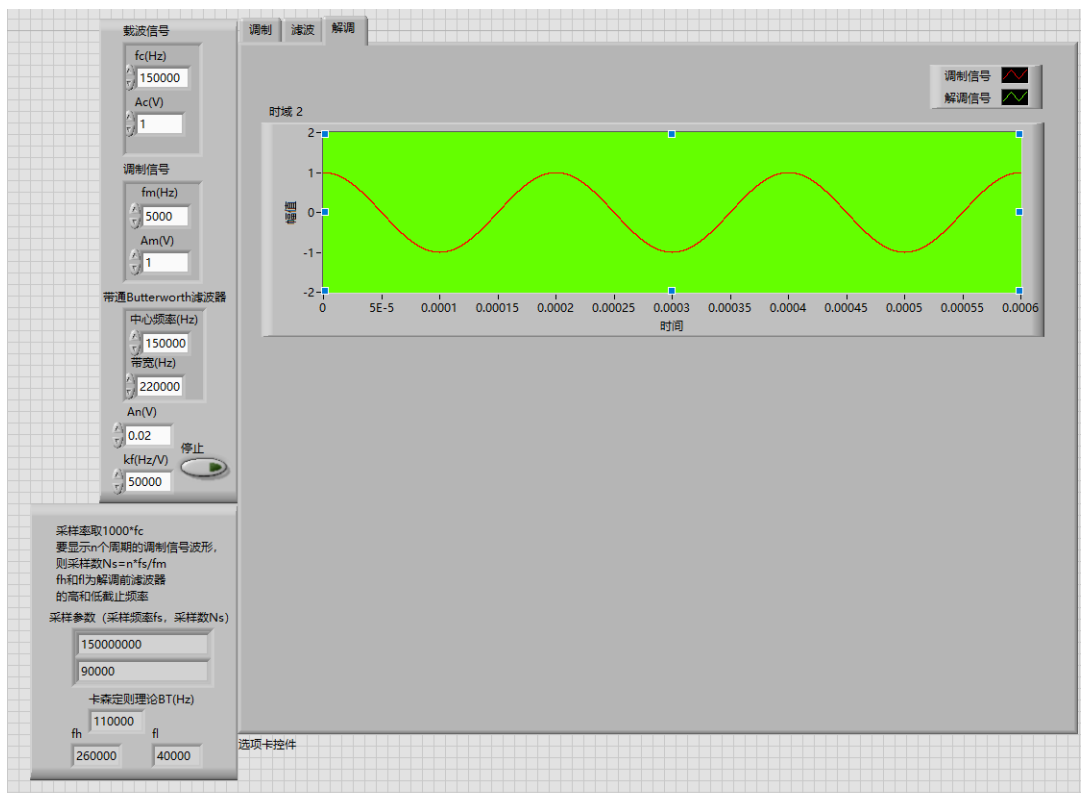 载波信号
fc(Hz)
150000
Ac(V)
1
调制信号
fm(Hz)
5000
Am(V)
1
带通Butterworth滤波器
中心频率(Hz)
150000
带宽(Hz)
220000
An(V)
0.02
停止
kf(Hz/V)
50000
采样率取1000*fc
要显示n个周期的调制信号波形，
则采样数Ns=n*fs/fm
fh和fl为解调前滤波器
的高和低截止频率
采样参数（采样频率fs，采样数Ns）
150000000
90000
卡森定则理论BT(Hz)
110000
fh fl
260000 40000
调制 滤波 解调
调制信号
解调信号
时域 2
幅值
2
1
0
-1
-2
0 5E-5 0.0001 0.00015 0.0002 0.00025 0.0003 0.00035 0.0004 0.00045 0.0005 0.00055 0.0006
时间
选项卡控件